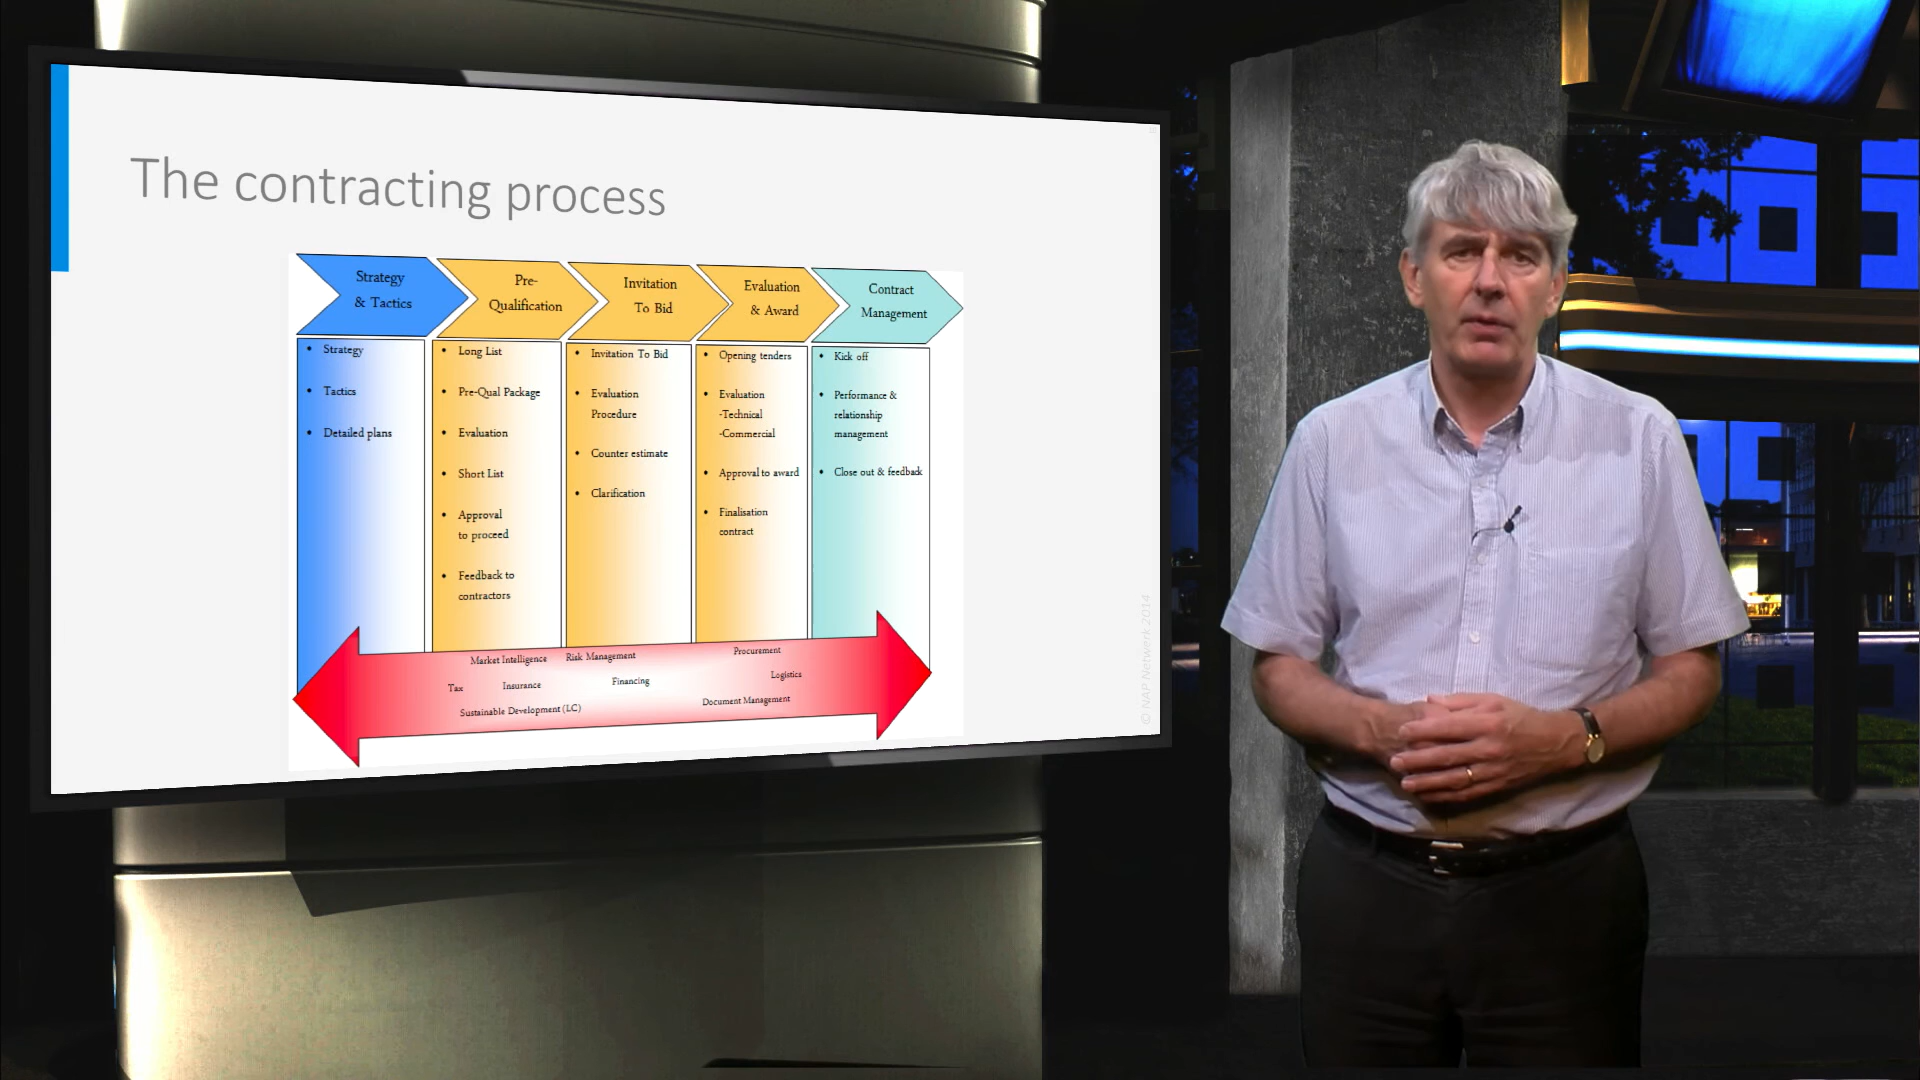 The contracting process
Strategy
& Tactics
Pre-
Qualification
Invitation
To Bid
Evaluation
& Award
Contract
Management
• Strategy
• Tactics
• Detailed plans
• Long List
• Pre-Qual Package
• Evaluation
• Short List
• Approval
to proceed
• Feedback to
contractors
• Invitation To Bid
• Evaluation
Procedure
• Counter estimate
• Clarification
• Opening tenders
• Evaluation
-Technical
-Commercial
• Approval to award
• Finalisation
contract
• Kick off
• Performance &
relationship
management
• Close out & feedback
Market Intelligence
Risk Management
Procurement
Tax
Insurance
Financing
Logistics
Sustainable Development (LC)
Document Management
© NAP Netwerk 2014